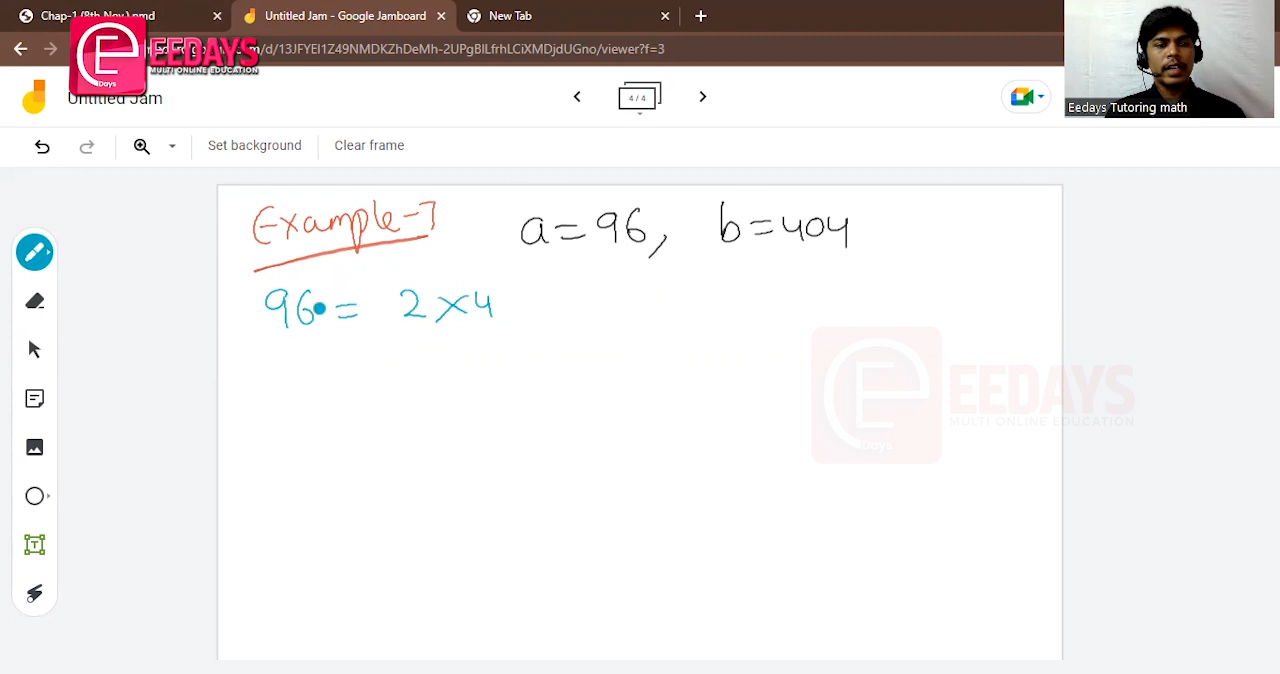 Chap-1 (8th Nov.).pmd
Untitled Jam - Google Jamboard
New Tab
/d/13JFYEI1Z49NMDKZhDeMh-2UPgBlLfrhLCiXMDjdUGno/viewer?f=3
EEDAYS
MULTI ONLINE EDUCATION
Days
Untitled Jam
4 / 4
Eedays Tutoring math
Set background
Clear frame
Example-7
a=96, b=404
96 = 2×4
EEDAYS
MULTI ONLINE EDUCATION
Days